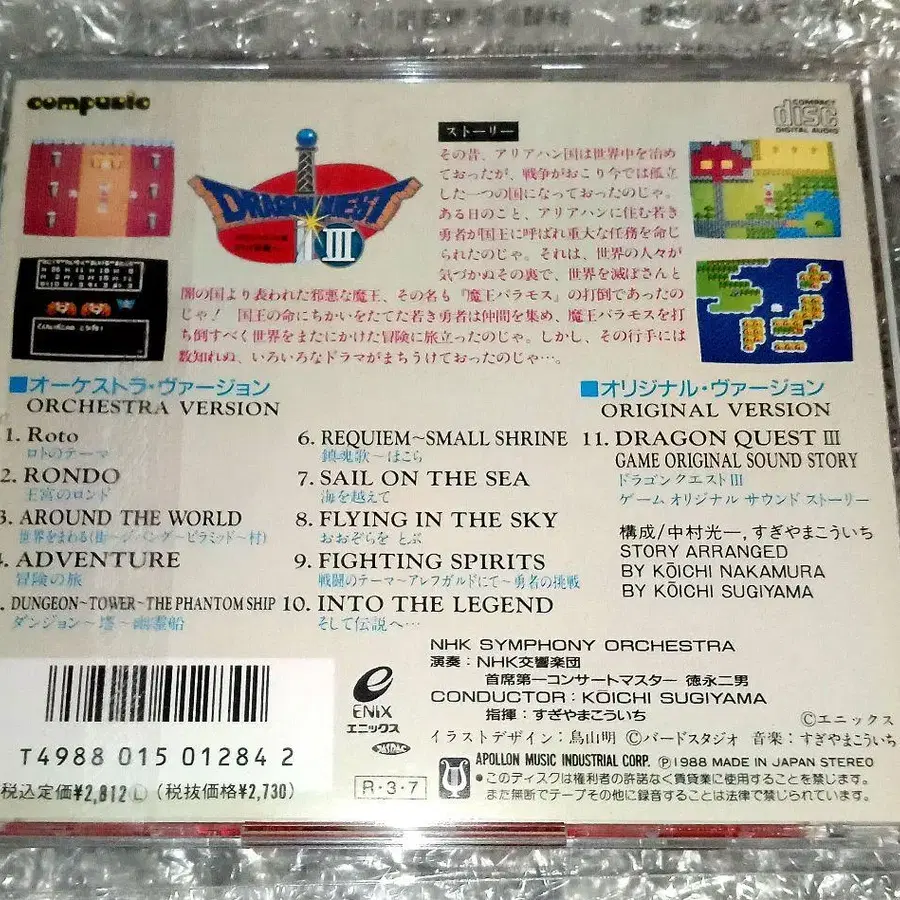 compusic
COMPACT
disc
DIGITAL AUDIO
DRAGON QUEST
III
ストーリー
その昔、アリアハン国は世界中を治め
ておったが、戦争がおこり今では孤立
した一つの国になっておったのじゃ。
ある日のこと、アリアハンに住む若き
勇者が国王に呼ばれ重大な任務を命じ
られたのじゃ。それは、世界の人々が
気づかぬその裏で、世界を滅ぼさんと
闇の国より表われた邪悪な魔王、その名も『魔王バラモス』の打倒であったの
じゃ! 国王の命にちかいをたてた若き勇者は仲間を集め、魔王バラモスを打
ち倒すべく世界をまたにかけた冒険に旅立ったのじゃ。しかし、その行手には
数知れぬ、いろいろなドラマがまちうけておったのじゃ…。
■オーケストラ・ヴァージョン
ORCHESTRA VERSION
1. Roto
ロトのテーマ
2. RONDO
王宮のロンド
3. AROUND THE WORLD
世界をまわる(街～ジパング～ピラミッド～村)
4. ADVENTURE
冒険の旅
. DUNGEON~TOWER~THE PHANTOM SHIP
ダンジョン～塔～幽霊船
6. REQUIEM~SMALL SHRINE
鎮魂歌～ほこら
7. SAIL ON THE SEA
海を越えて
8. FLYING IN THE SKY
おおぞらを とぶ
9. FIGHTING SPIRITS
戦闘のテーマ～アレフガルドにて～勇者の挑戦
10. INTO THE LEGEND
そして伝説へ…
■オリジナル・ヴァージョン
ORIGINAL VERSION
11. DRAGON QUEST III
GAME ORIGINAL SOUND STORY
ドラゴンクエストIII
ゲーム オリジナル サウンド ストーリー
構成/中村光一,すぎやまこういち
STORY ARRANGED
BY KŌICHI NAKAMURA
BY KŌICHI SUGIYAMA
NHK SYMPHONY ORCHESTRA
演奏：NHK交響楽団
首席第一コンサートマスター 徳永二男
CONDUCTOR：KŌICHI SUGIYAMA
指揮：すぎやまこういち
Ⓒエニックス
イラストデザイン：鳥山明 Ⓒバードスタジオ 音楽：すぎやまこういち
APOLLON MUSIC INDUSTRIAL CORP. Ⓟ1988 MADE IN JAPAN STEREO
●このディスクは権利者の許諾なく賃貸業に使用することを禁じます。
また無断でテープその他に録音することは法律で禁じられています。
ENIX
エニックス
JASRAC
R・3・7
T4988 015 01284 2
税込定価¥2,812Ⓛ (税抜価格¥2,730)